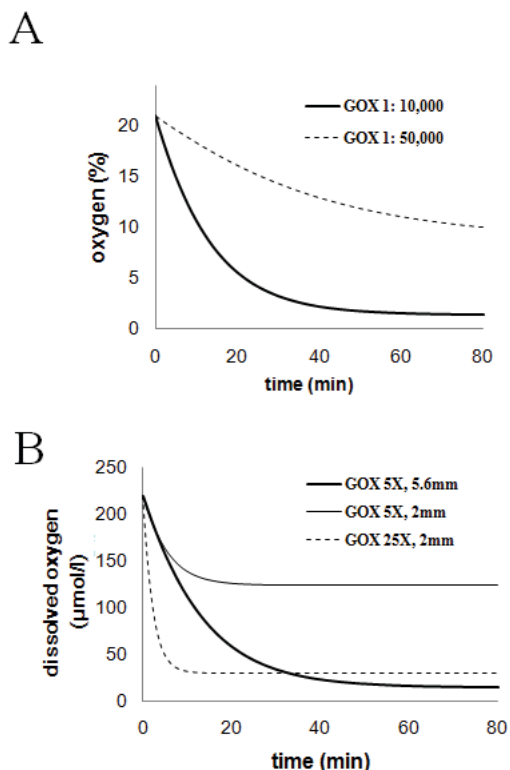 A
GOX 1: 10,000
GOX 1: 50,000
oxygen (%)
20
15
10
5
0
0 20 40 60 80
time (min)
B
GOX 5X, 5.6mm
GOX 5X, 2mm
GOX 25X, 2mm
dissolved oxygen
(µmol/l)
250
200
150
100
50
0
0 20 40 60 80
time (min)